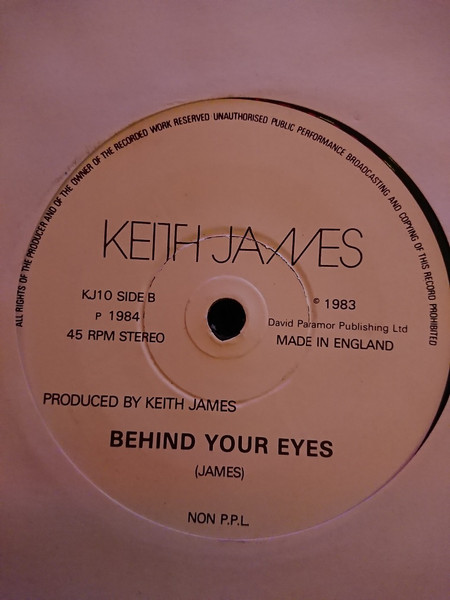 ALL RIGHTS OF THE PRODUCER AND OF THE OWNER OF THE RECORDED WORK RESERVED UNAUTHORISED PUBLIC PERFORMANCE BROADCASTING AND COPYING OF THIS RECORD PROHIBITED
KEITH JAMES
KJ10 SIDE B
P 1984
45 RPM STEREO
© 1983
David Paramor Publishing Ltd
MADE IN ENGLAND
PRODUCED BY KEITH JAMES
BEHIND YOUR EYES
(JAMES)
NON P.P.L.